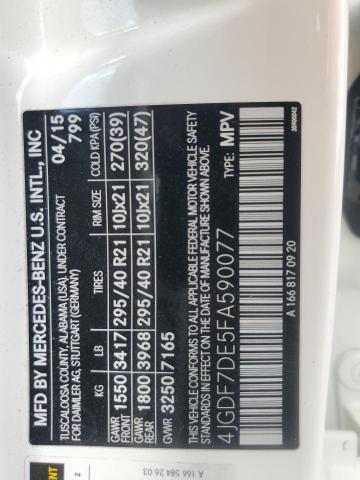 MFD BY MERCEDES-BENZ U.S. INTL., INC
TUSCALOOSA COUNTY, ALABAMA (USA), UNDER CONTRACT 04/15
FOR DAIMLER AG, STUTTGART (GERMANY) 799
KG LB TIRES RIM SIZE COLD KPA(PSI)
GAWR FRONT 1550 3417 295/40 R21 10Jx21 270(39)
GAWR REAR 1800 3968 295/40 R21 10Jx21 320(47)
GVWR 3250 7165
THIS VEHICLE CONFORMS TO ALL APPLICABLE FEDERAL MOTOR VEHICLE SAFETY
AND THEFT PREVENTION STANDARDS IN EFFECT ON THE DATE OF MANUFACTURE SHOWN ABOVE.
4JGDF7DE5FA590077 TYPE: MPV
A 166 817 09 20
A 166 584 26 03